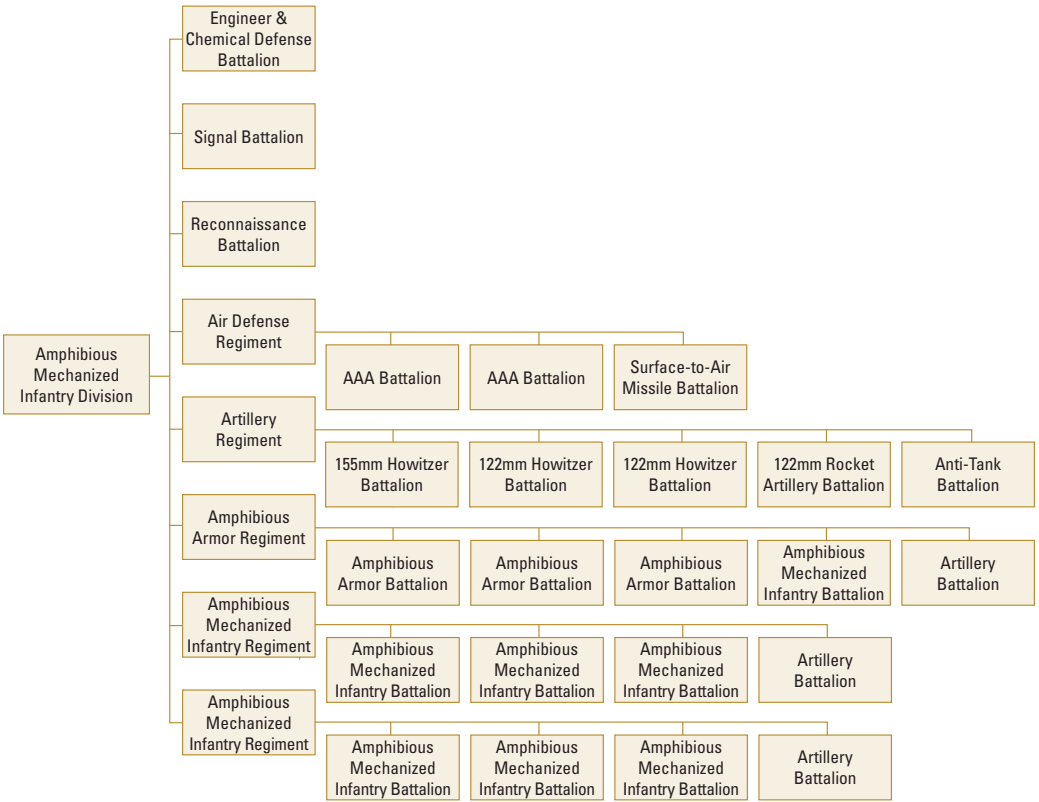 Engineer &
Chemical Defense
Battalion
Signal Battalion
Reconnaissance
Battalion
Amphibious
Mechanized
Infantry Division
Air Defense
Regiment
AAA Battalion
AAA Battalion
Surface-to-Air
Missile Battalion
Artillery
Regiment
155mm Howitzer
Battalion
122mm Howitzer
Battalion
122mm Howitzer
Battalion
122mm Rocket
Artillery Battalion
Anti-Tank
Battalion
Amphibious
Armor Regiment
Amphibious
Armor Battalion
Amphibious
Armor Battalion
Amphibious
Armor Battalion
Amphibious
Mechanized
Infantry Battalion
Artillery
Battalion
Amphibious
Mechanized
Infantry Regiment
Amphibious
Mechanized
Infantry Battalion
Amphibious
Mechanized
Infantry Battalion
Amphibious
Mechanized
Infantry Battalion
Artillery
Battalion
Amphibious
Mechanized
Infantry Regiment
Amphibious
Mechanized
Infantry Battalion
Amphibious
Mechanized
Infantry Battalion
Amphibious
Mechanized
Infantry Battalion
Artillery
Battalion